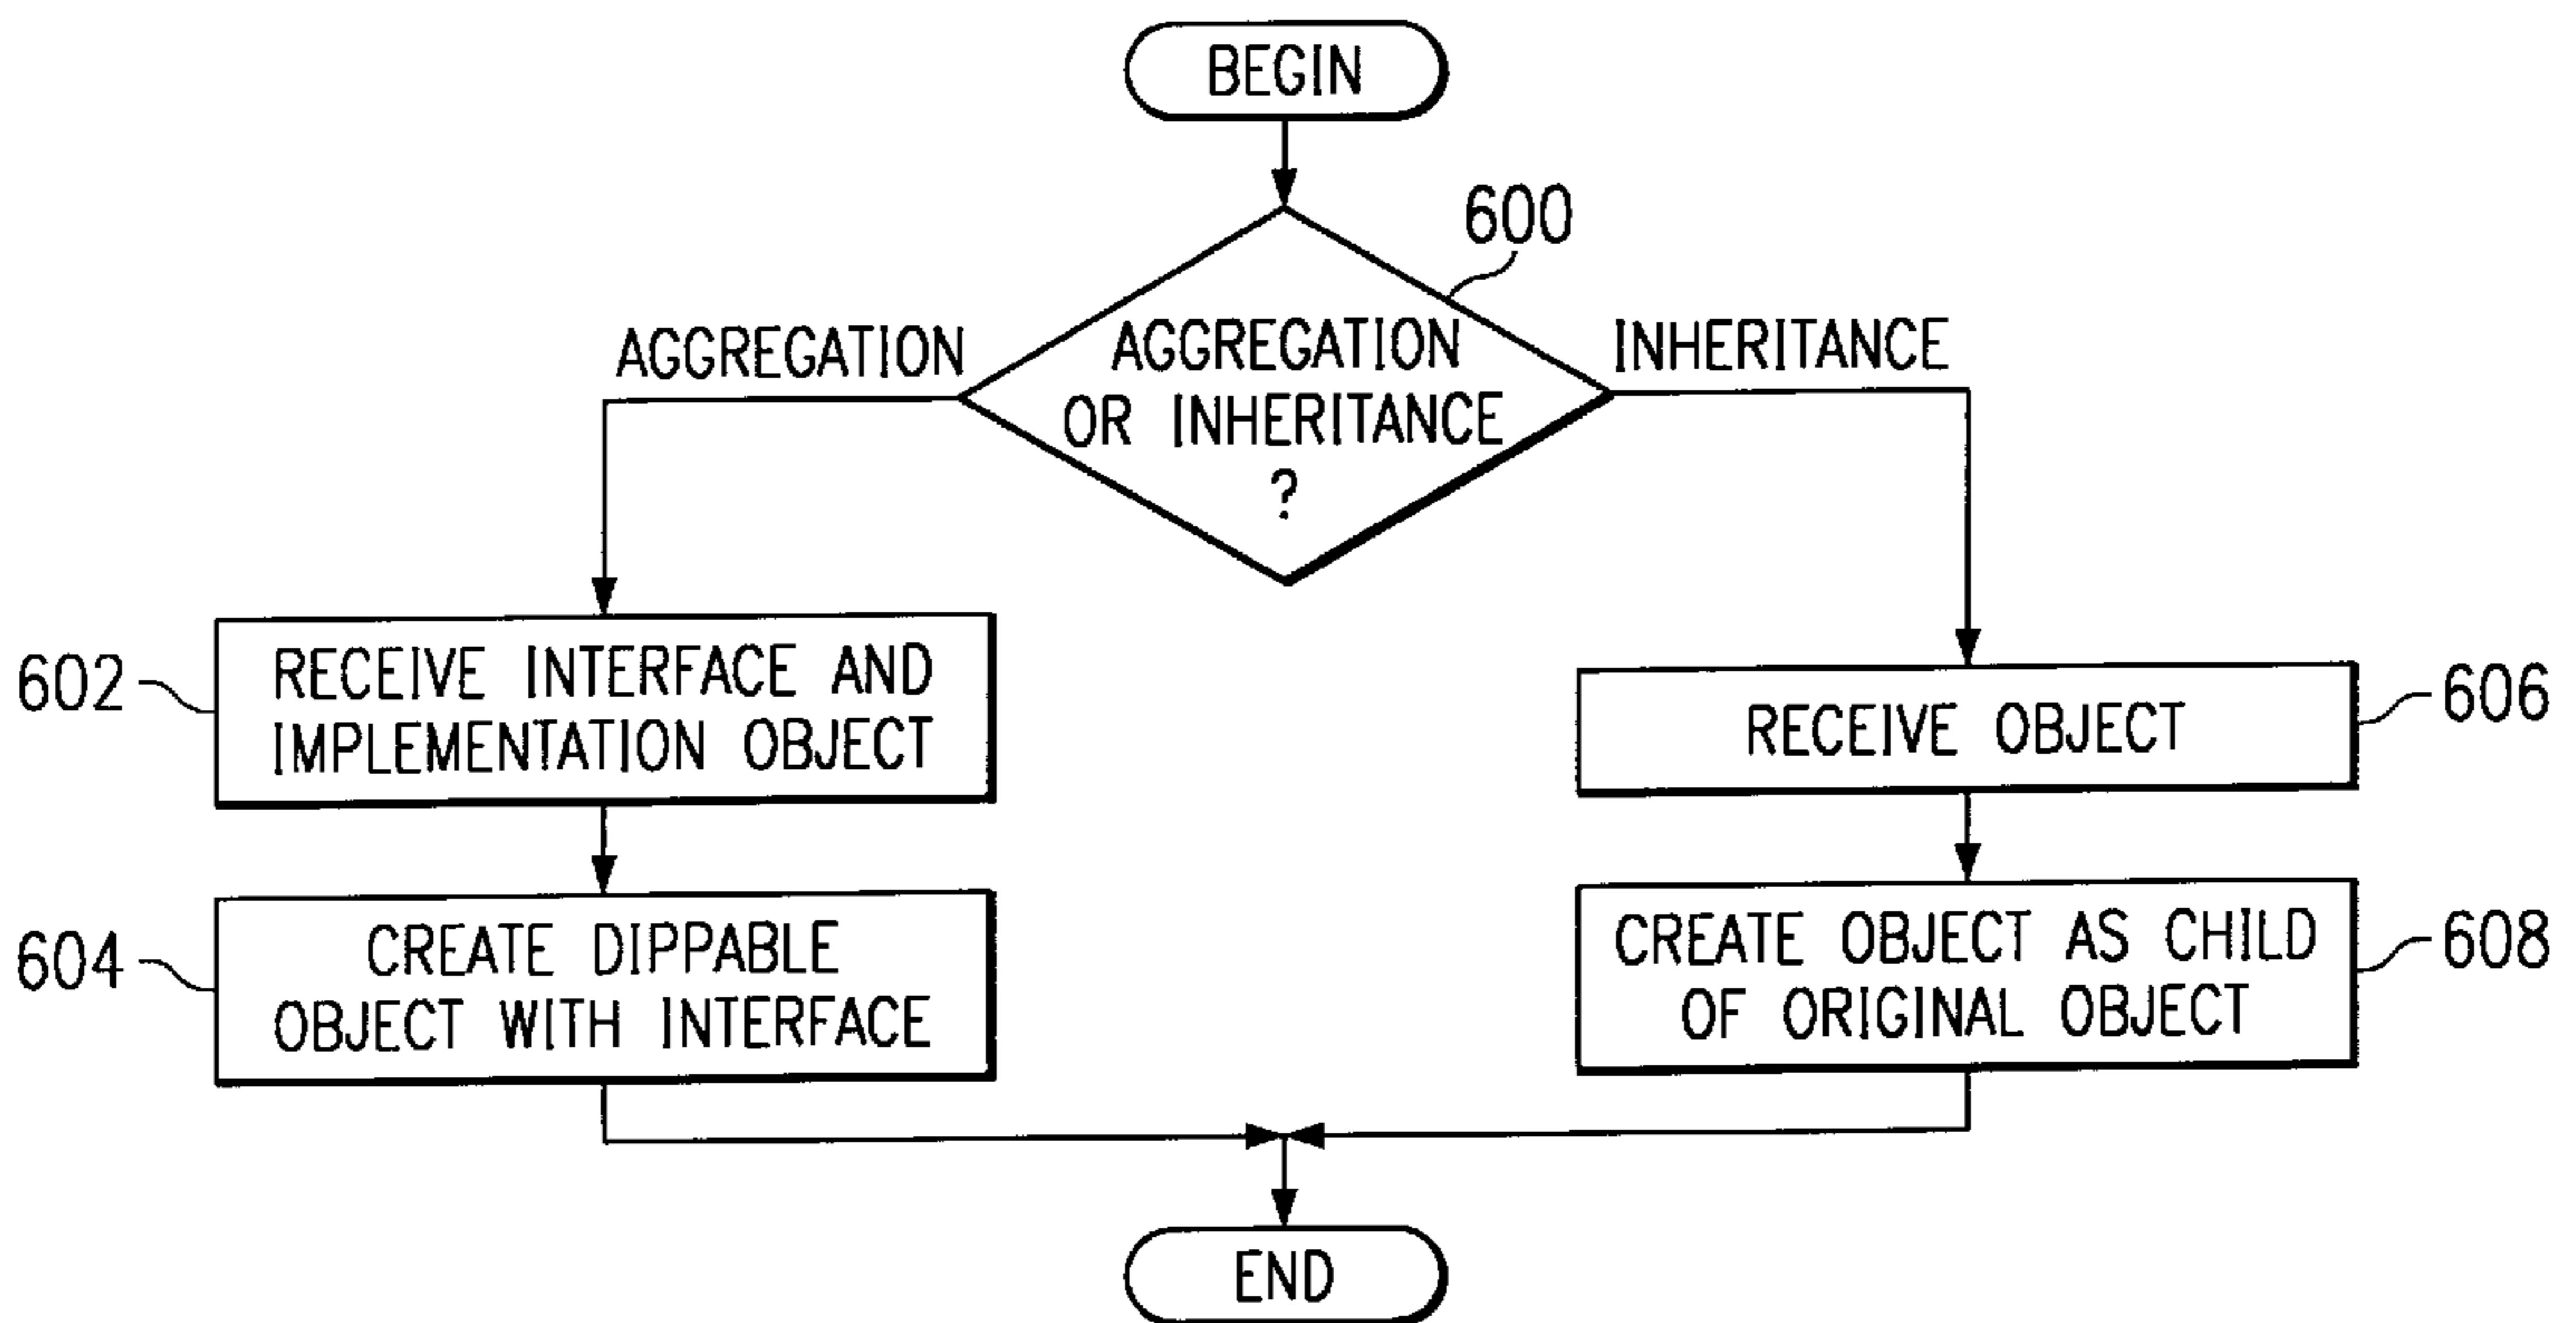 BEGIN
600
AGGREGATION
AGGREGATION
OR INHERITANCE
?
INHERITANCE
602
RECEIVE INTERFACE AND
IMPLEMENTATION OBJECT
604
CREATE DIPPABLE
OBJECT WITH INTERFACE
RECEIVE OBJECT
606
CREATE OBJECT AS CHILD
OF ORIGINAL OBJECT
608
END